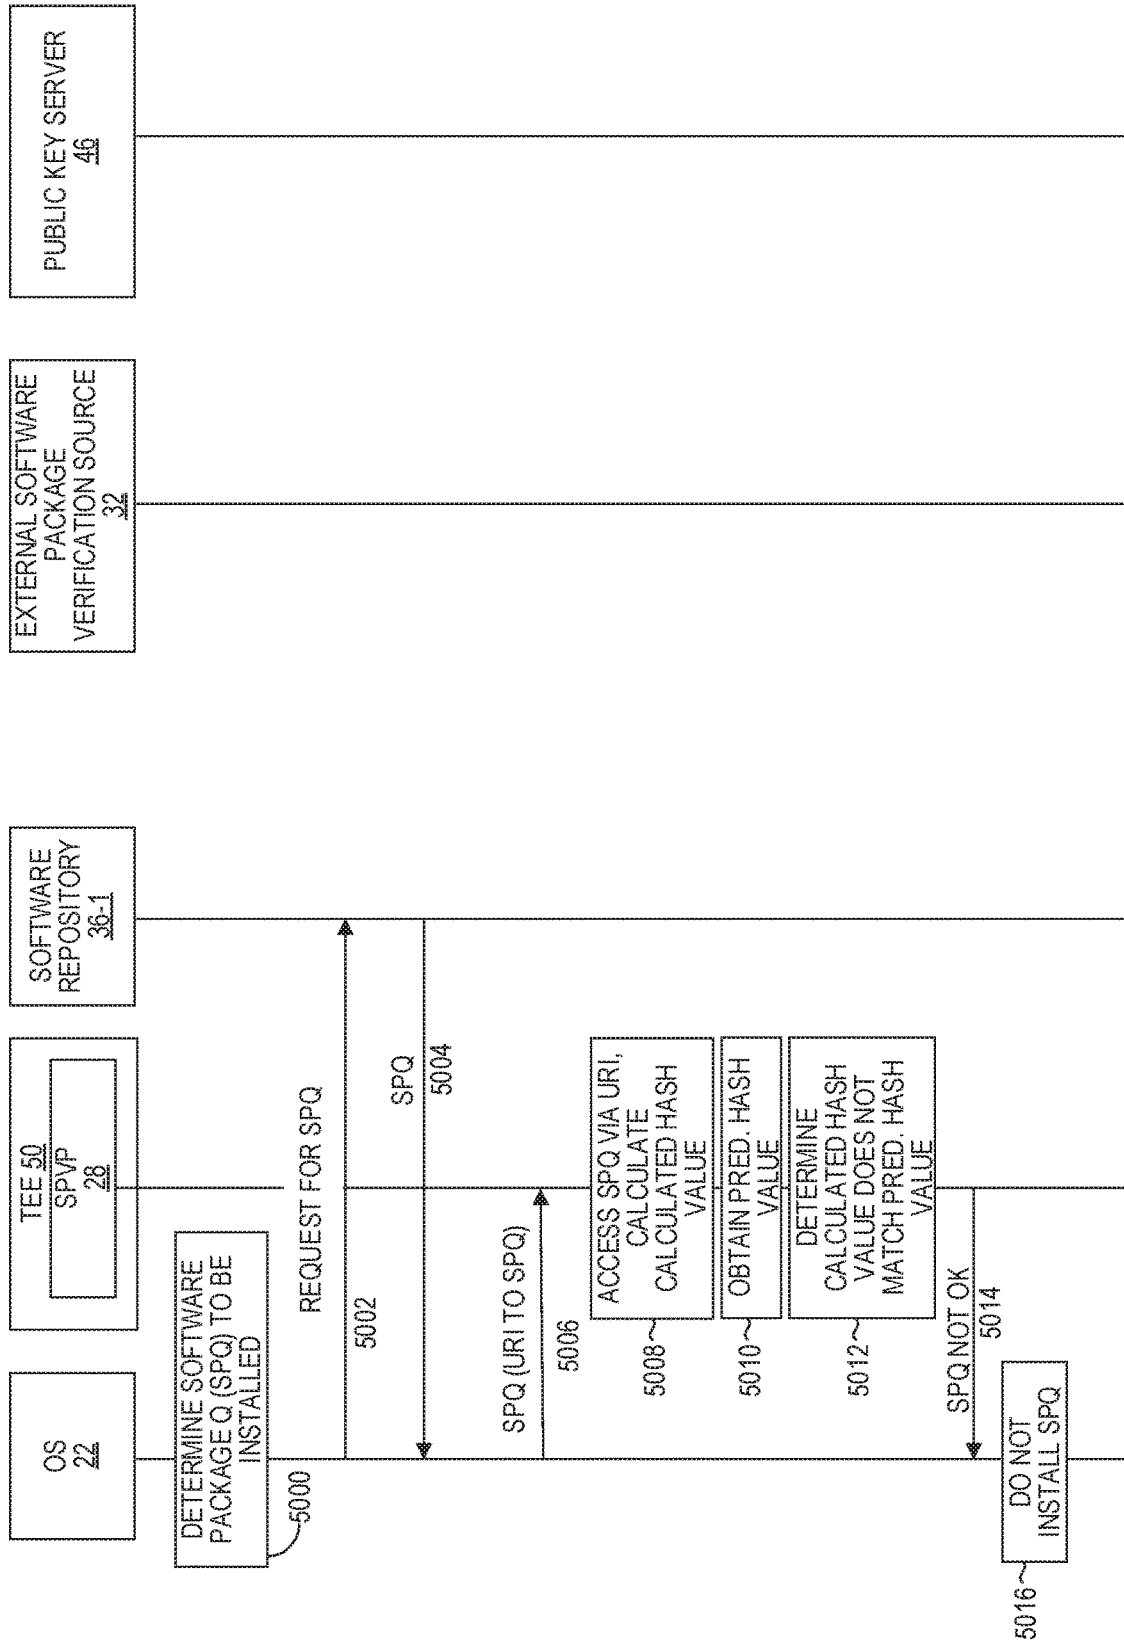 OS
22
TEE 50
SPVP
28
SOFTWARE
REPOSITORY
36-1
EXTERNAL SOFTWARE
PACKAGE
VERIFICATION SOURCE
32
PUBLIC KEY SERVER
46
DETERMINE SOFTWARE
PACKAGE Q (SPQ) TO BE
INSTALLED
5000
REQUEST FOR SPQ
5002
SPQ
5004
SPQ (URI TO SPQ)
5006
ACCESS SPQ VIA URI,
CALCULATE
CALCULATED HASH
VALUE
5008
OBTAIN PRED. HASH
VALUE
5010
DETERMINE
CALCULATED HASH
VALUE DOES NOT
MATCH PRED. HASH
VALUE
5012
SPQ NOT OK
5014
DO NOT
INSTALL SPQ
5016